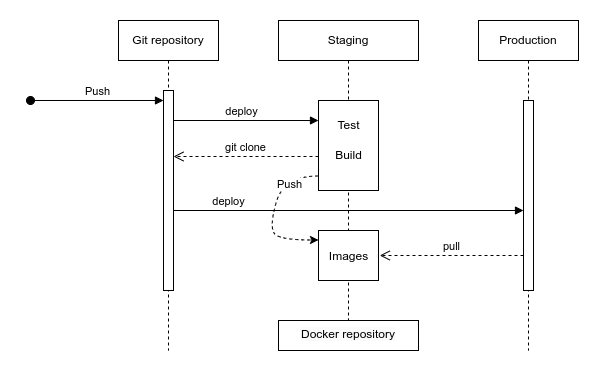 Git repository
Staging
Production
Push
deploy
Test
git clone
Build
Push
deploy
pull
Images
Docker repository